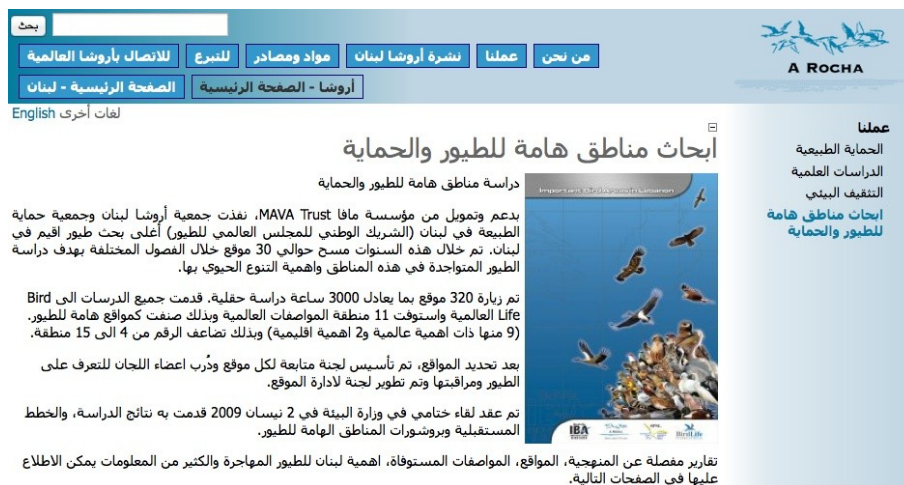 بحث
من نحن
عملنا
نشرة أروشا لبنان
مواد ومصادر
للتبرع
للاتصال بأروشا العالمية
أروشا - الصفحة الرئيسية
الصفحة الرئيسية - لبنان
A ROCHA
لغات أخرى English
عملنا
الحماية الطبيعية
الدراسات العلمية
التثقيف البيئي
ابحاث مناطق هامة
للطيور والحماية
ابحاث مناطق هامة للطيور والحماية
دراسة مناطق هامة للطيور والحماية
بدعم وتمويل من مؤسسة مافا MAVA Trust، نفذت جمعية أروشا لبنان وجمعية حماية
الطبيعة في لبنان (الشريك الوطني للمجلس العالمي للطيور) أغلى بحث طيور اقيم في
لبنان. تم خلال هذه السنوات مسح حوالي 30 موقع خلال الفصول المختلفة بهدف دراسة
الطيور المتواجدة في هذه المناطق واهمية التنوع الحيوي بها.
تم زيارة 320 موقع بما يعادل 3000 ساعة دراسة حقلية. قدمت جميع الدرسات الى Bird
Life العالمية واستوفت 11 منطقة المواصفات العالمية وبذلك صنفت كمواقع هامة للطيور.
(9 منها ذات اهمية عالمية و2 اهمية اقليمية) وبذلك تضاعف الرقم من 4 الى 15 منطقة.
بعد تحديد المواقع، تم تأسيس لجنة متابعة لكل موقع ودُرب اعضاء اللجان للتعرف على
الطيور ومراقبتها وتم تطوير لجنة لادارة الموقع.
تم عقد لقاء ختامي في وزارة البيئة في 2 نيسان 2009 قدمت به نتائج الدراسة، والخطط
المستقبلية وبروشورات المناطق الهامة للطيور.
تقارير مفصلة عن المنهجية، المواقع، المواصفات المستوفاة، اهمية لبنان للطيور المهاجرة والكثير من المعلومات يمكن الاطلاع
عليها في الصفحات التالية.
IBA
BirdLife